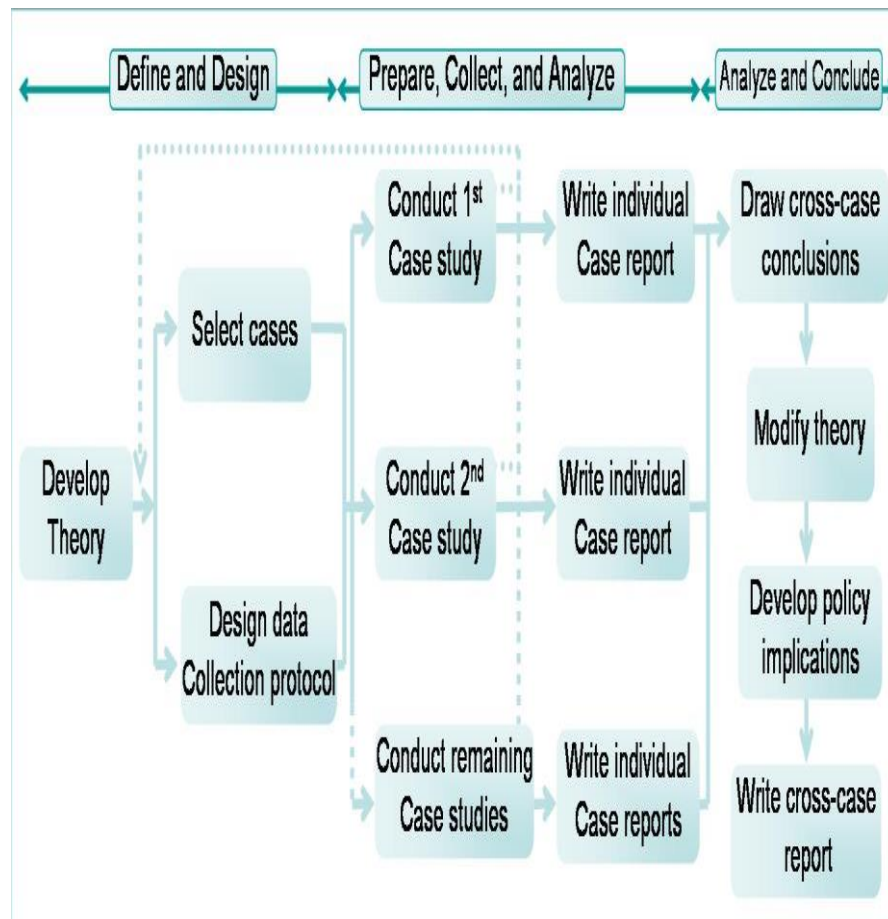 Define and Design
Prepare, Collect, and Analyze
Analyze and Conclude
Develop
Theory
Select cases
Design data
Collection protocol
Conduct 1st
Case study
Conduct 2nd
Case study
Conduct remaining
Case studies
Write individual
Case report
Write individual
Case report
Write individual
Case reports
Draw cross-case
conclusions
Modify theory
Develop policy
implications
Write cross-case
report